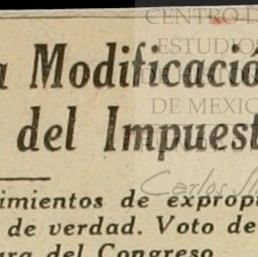 CENTRO D
ESTUDIO
a Modificació
DE MEXIC
del Impuest
Carlos
imientos de expropi
de verdad. Voto de
ura del Congreso